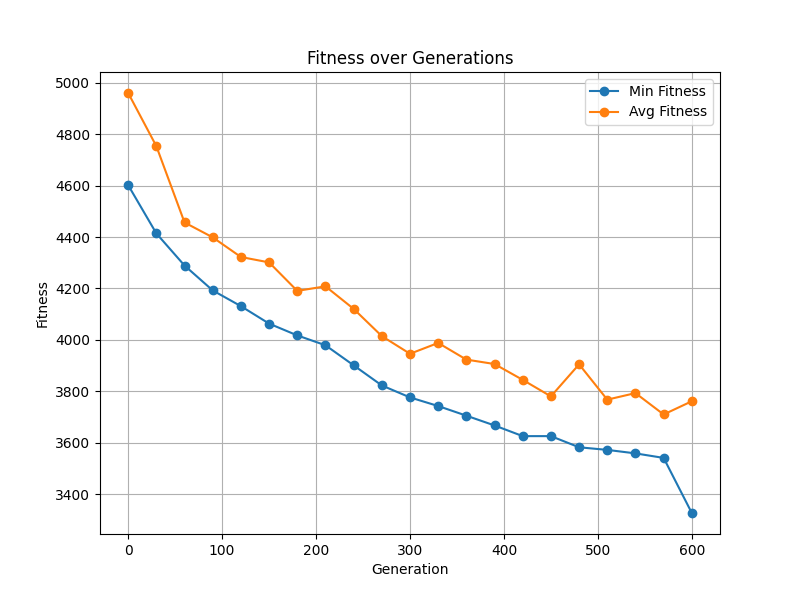 Fitness over Generations
Min Fitness
Avg Fitness
5000
4800
4600
4400
4200
4000
3800
3600
3400
Fitness
0 100 200 300 400 500 600
Generation